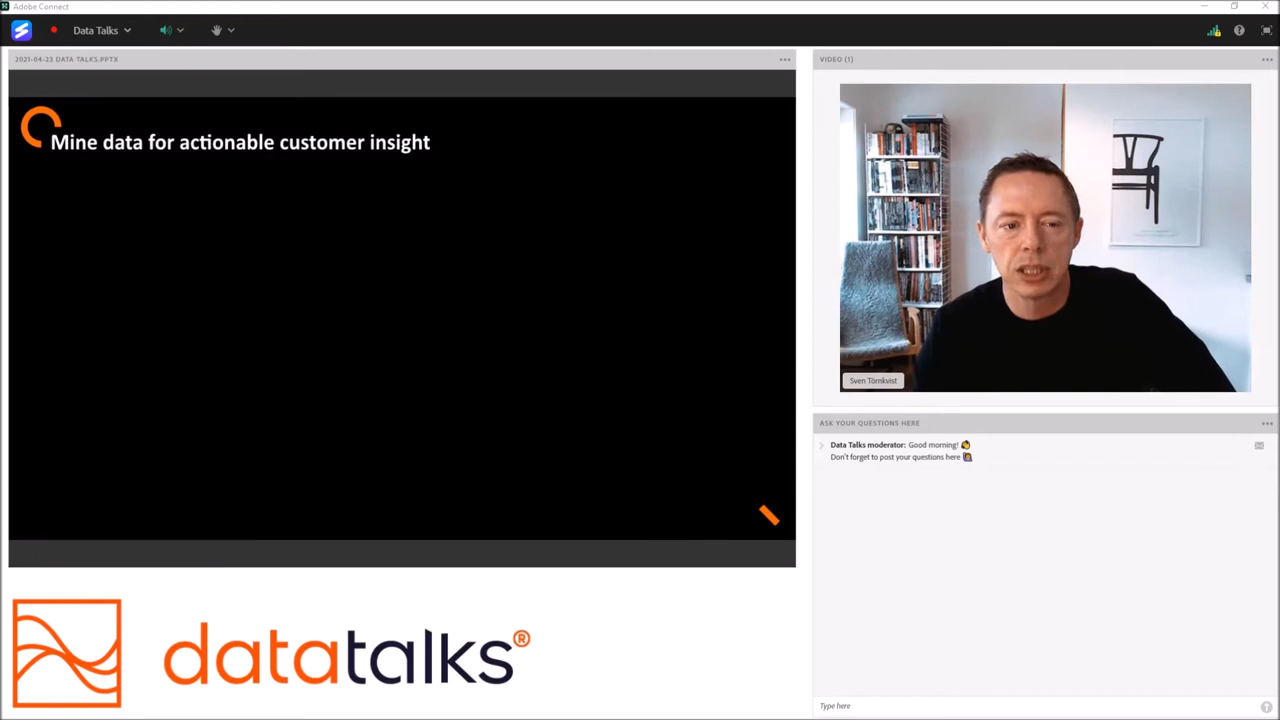 Adobe Connect
Data Talks
2021-04-23 DATA TALKS.PPTX
Mine data for actionable customer insight
datatalks®
VIDEO (1)
Sven Törnkvist
ASK YOUR QUESTIONS HERE
Data Talks moderator: Good morning! 
Don't forget to post your questions here
Type here